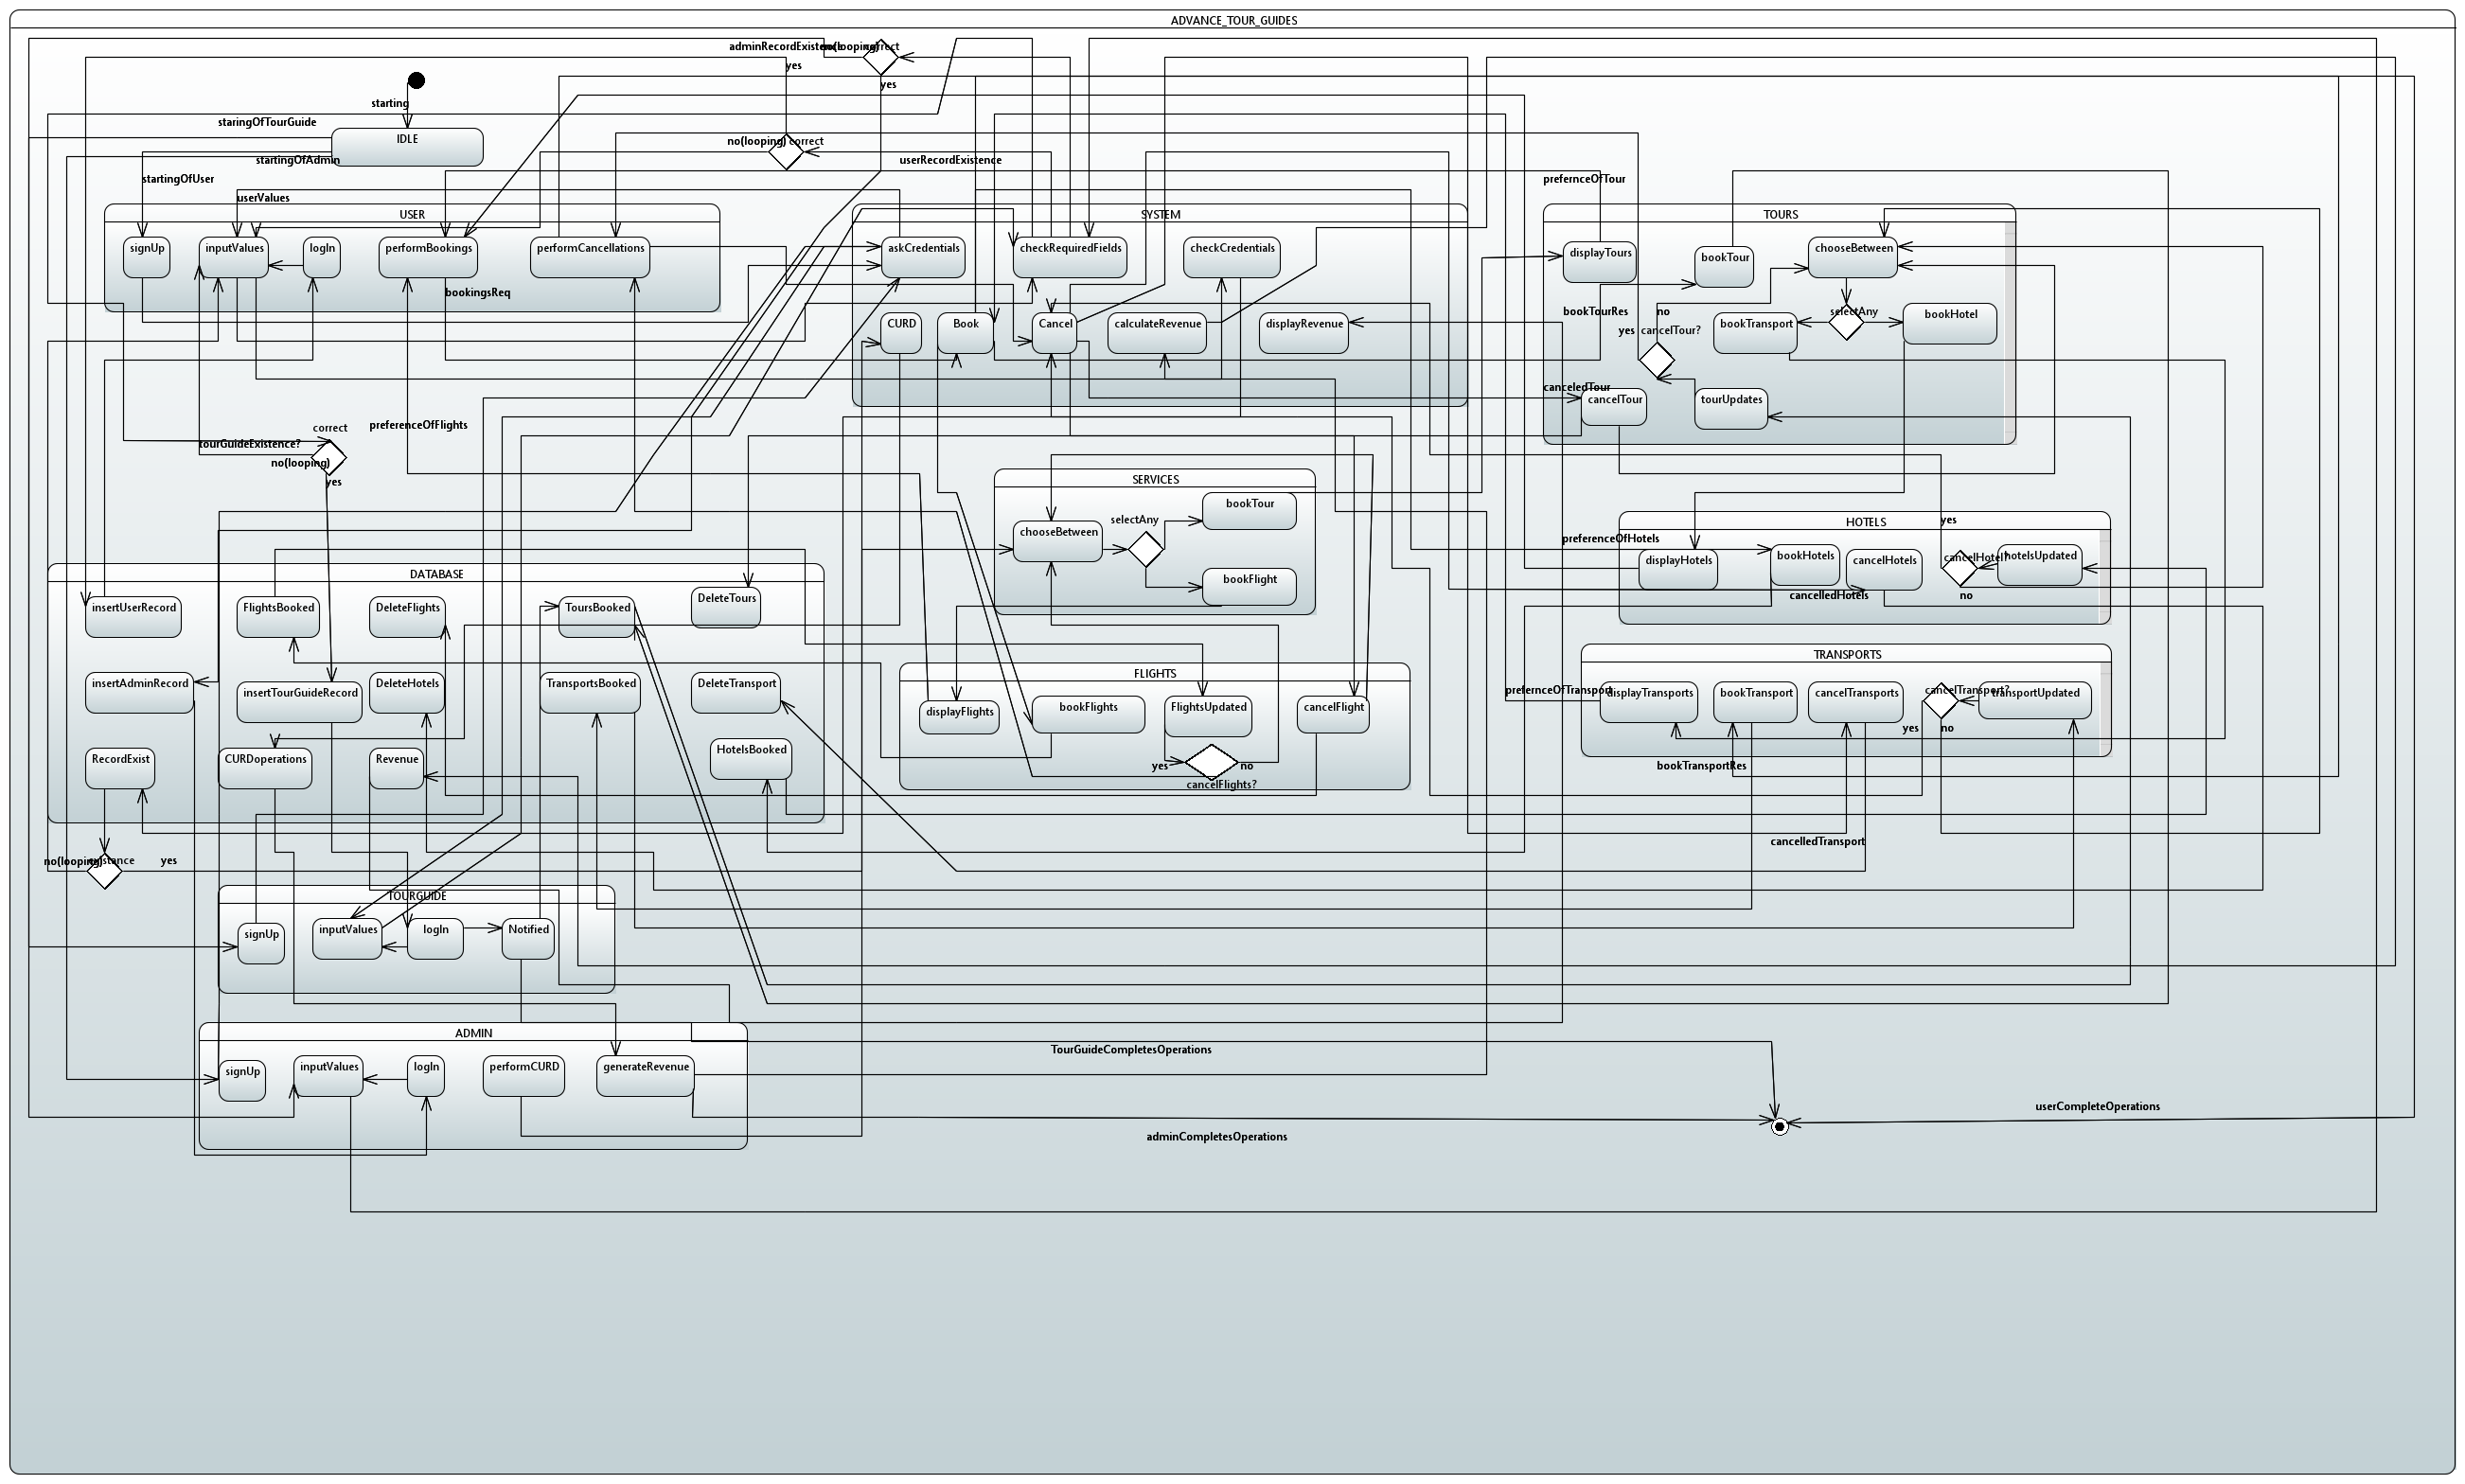 ADVANCE_TOUR_GUIDES
adminRecordExistence
no(looping)
correct
yes
yes
starting
staringOfTourGuide
IDLE
no(looping)
correct
startingOfAdmin
userRecordExistence
startingOfUser
prefernceOfTour
userValues
USER
SYSTEM
TOURS
signUp
inputValues
logIn
performBookings
performCancellations
askCredentials
checkRequiredFields
checkCredentials
displayTours
bookTour
chooseBetween
bookingsReq
bookTourRes
no
selectAny
CURD
Book
Cancel
calculateRevenue
displayRevenue
yes
cancelTour?
bookTransport
bookHotel
canceledTour
cancelTour
tourUpdates
preferenceOfFlights
correct
tourGuideExistence?
no(looping)
yes
SERVICES
bookTour
selectAny
chooseBetween
bookFlight
HOTELS
yes
preferenceOfHotels
displayHotels
bookHotels
cancelHotels
cancelHotel?
hotelsUpdated
cancelledHotels
no
DATABASE
insertUserRecord
FlightsBooked
DeleteFlights
ToursBooked
DeleteTours
insertAdminRecord
insertTourGuideRecord
DeleteHotels
TransportsBooked
DeleteTransport
RecordExist
CURDoperations
Revenue
HotelsBooked
FLIGHTS
displayFlights
bookFlights
FlightsUpdated
cancelFlight
yes
no
cancelFlights?
TRANSPORTS
prefernceOfTransport
displayTransports
bookTransport
cancelTransports
cancelTransport?
transportUpdated
yes
no
bookTransportRes
cancelledTransport
no(looping)
yes
TOURGUIDE
signUp
inputValues
logIn
Notified
ADMIN
signUp
inputValues
logIn
performCURD
generateRevenue
TourGuideCompletesOperations
userCompleteOperations
adminCompletesOperations